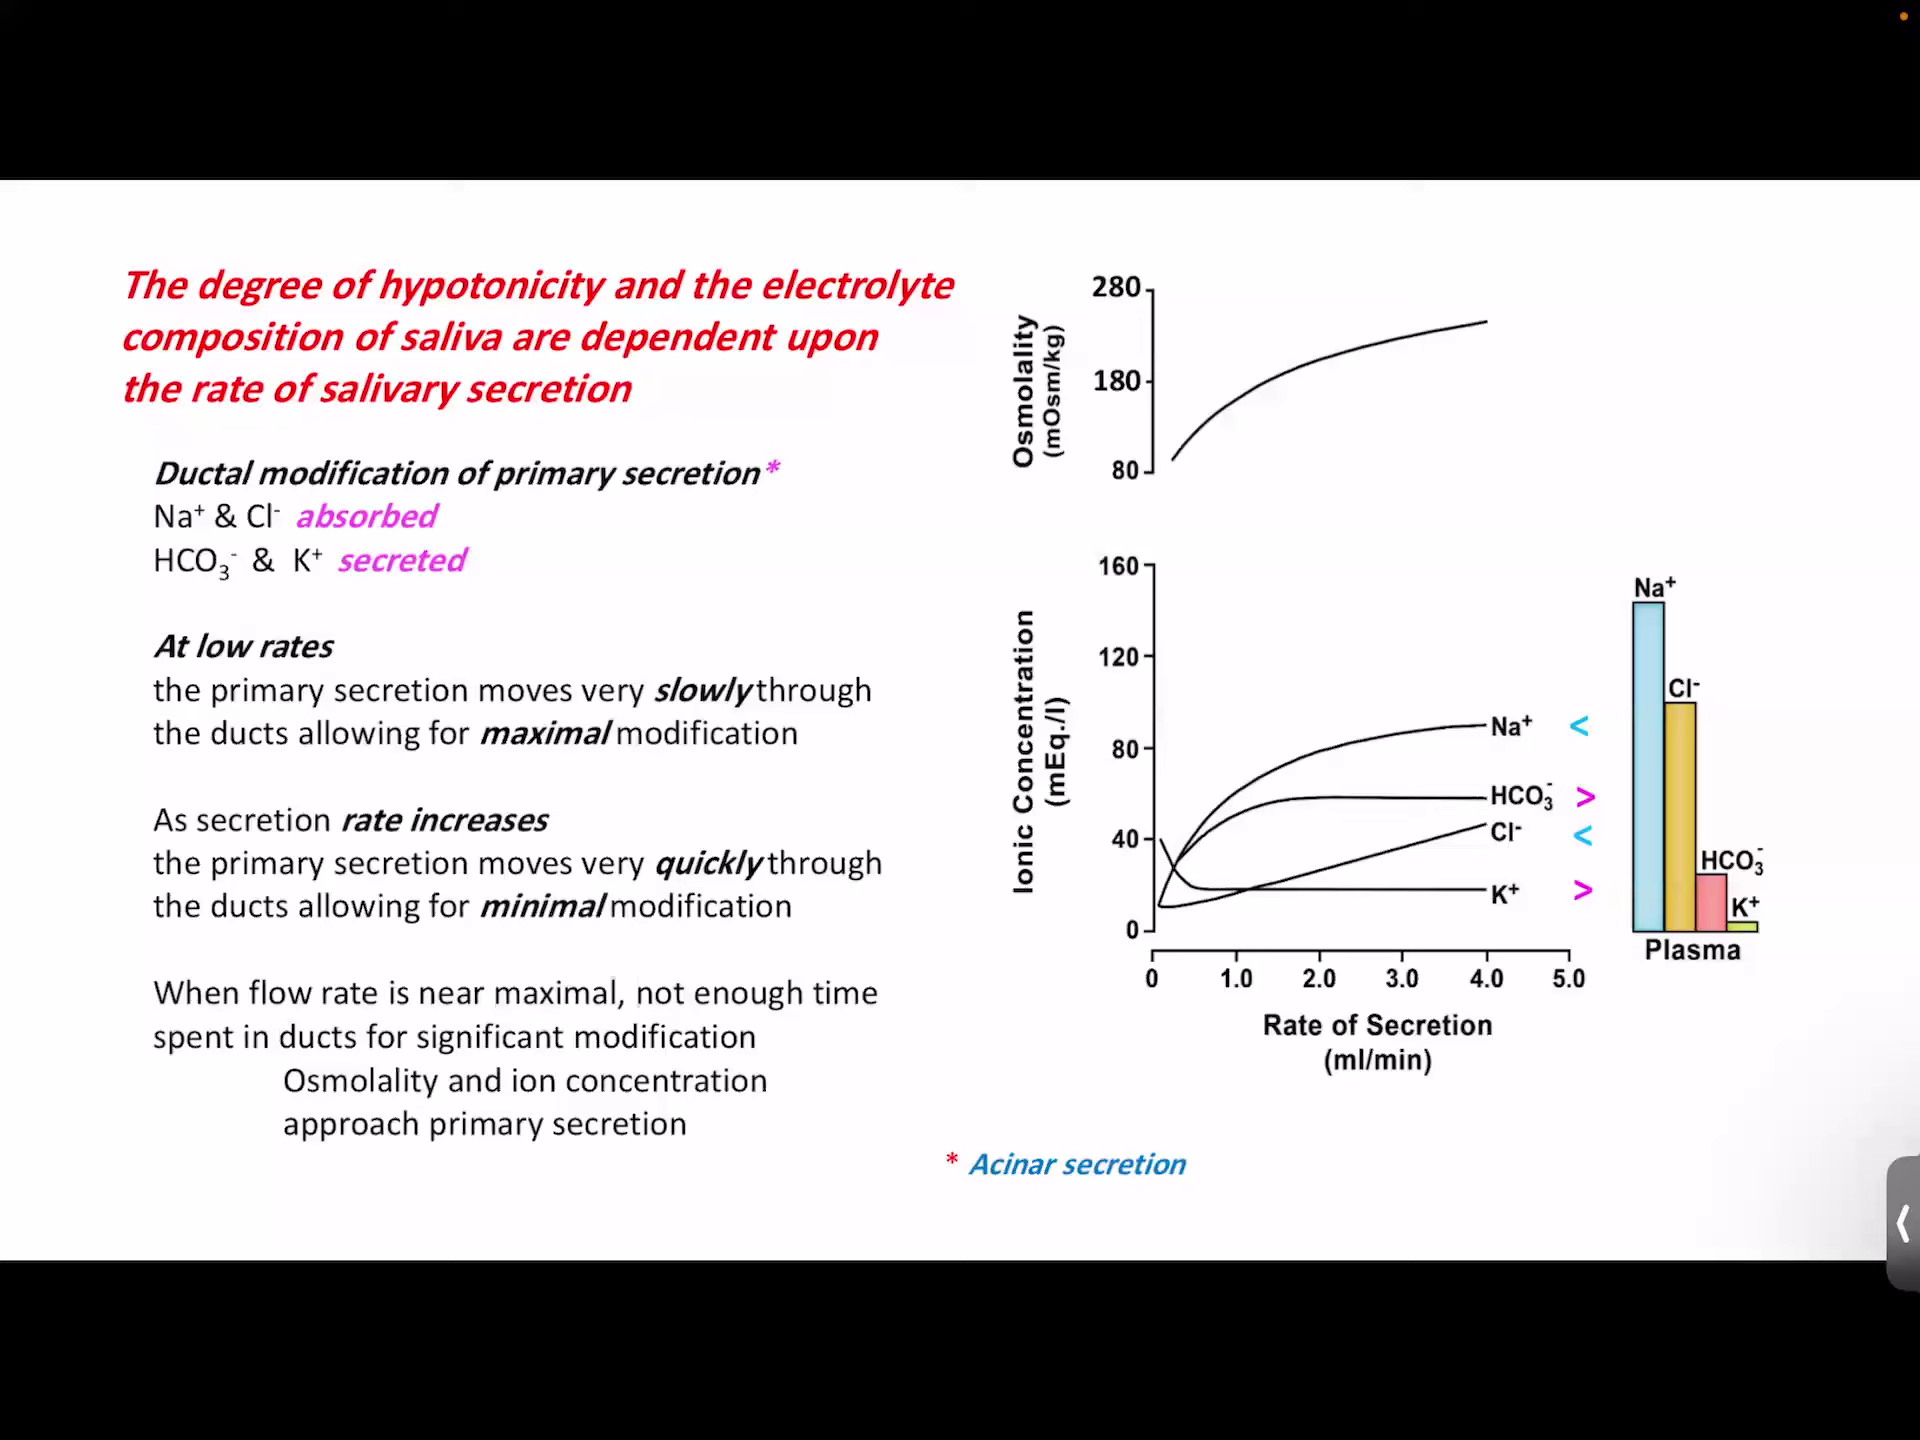 The degree of hypotonicity and the electrolyte
composition of saliva are dependent upon
the rate of salivary secretion
Ductal modification of primary secretion*
Na⁺ & Cl⁻ absorbed
HCO₃⁻ & K⁺ secreted
At low rates
the primary secretion moves very slowly through
the ducts allowing for maximal modification
As secretion rate increases
the primary secretion moves very quickly through
the ducts allowing for minimal modification
When flow rate is near maximal, not enough time
spent in ducts for significant modification
Osmolality and ion concentration
approach primary secretion
* Acinar secretion
Osmolality
(mOsm/kg)
280
180
80
Ionic Concentration
(mEq./l)
160
120
80
40
0
Na⁺ <
HCO₃⁻ >
Cl⁻ <
K⁺ >
0 1.0 2.0 3.0 4.0 5.0
Rate of Secretion
(ml/min)
Na⁺
Cl⁻
HCO₃⁻
K⁺
Plasma